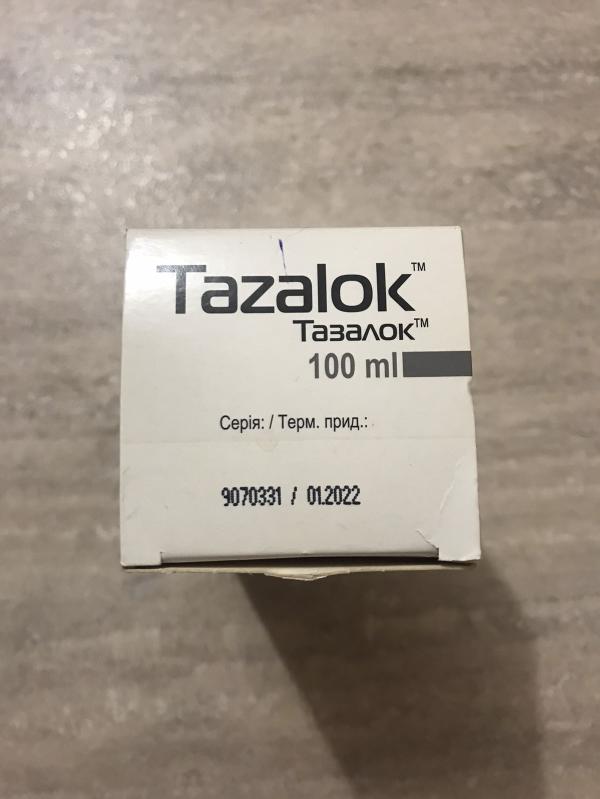 Tazalok™
Тазалок™
100 ml
Серія: / Терм. прид.:
9070331 / 01.2022